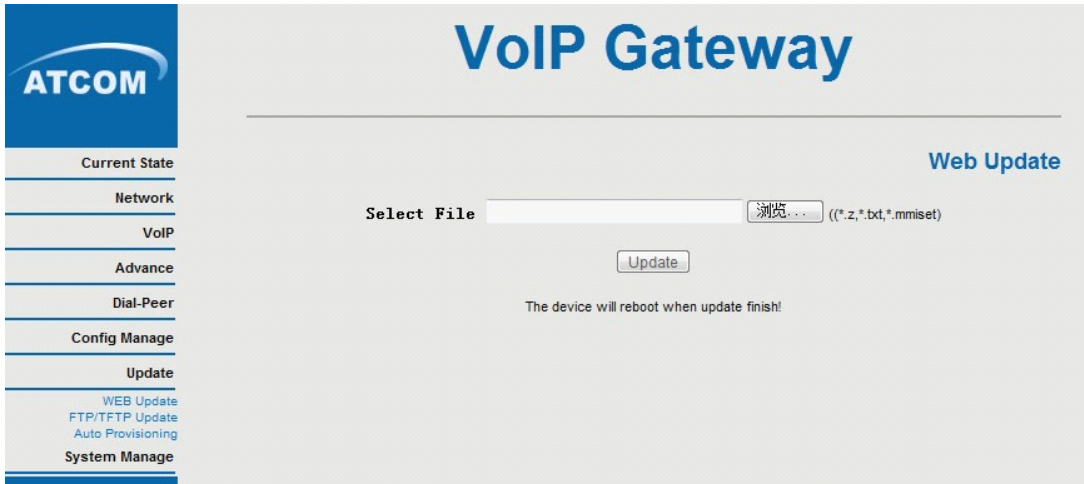 ATCOM
VoIP Gateway
Current State
Network
VoIP
Advance
Dial-Peer
Config Manage
Update
WEB Update
FTP/TFTP Update
Auto Provisioning
System Manage
Web Update
Select File 浏览... ((*.z,*.txt,*.mmiset)
Update
The device will reboot when update finish!